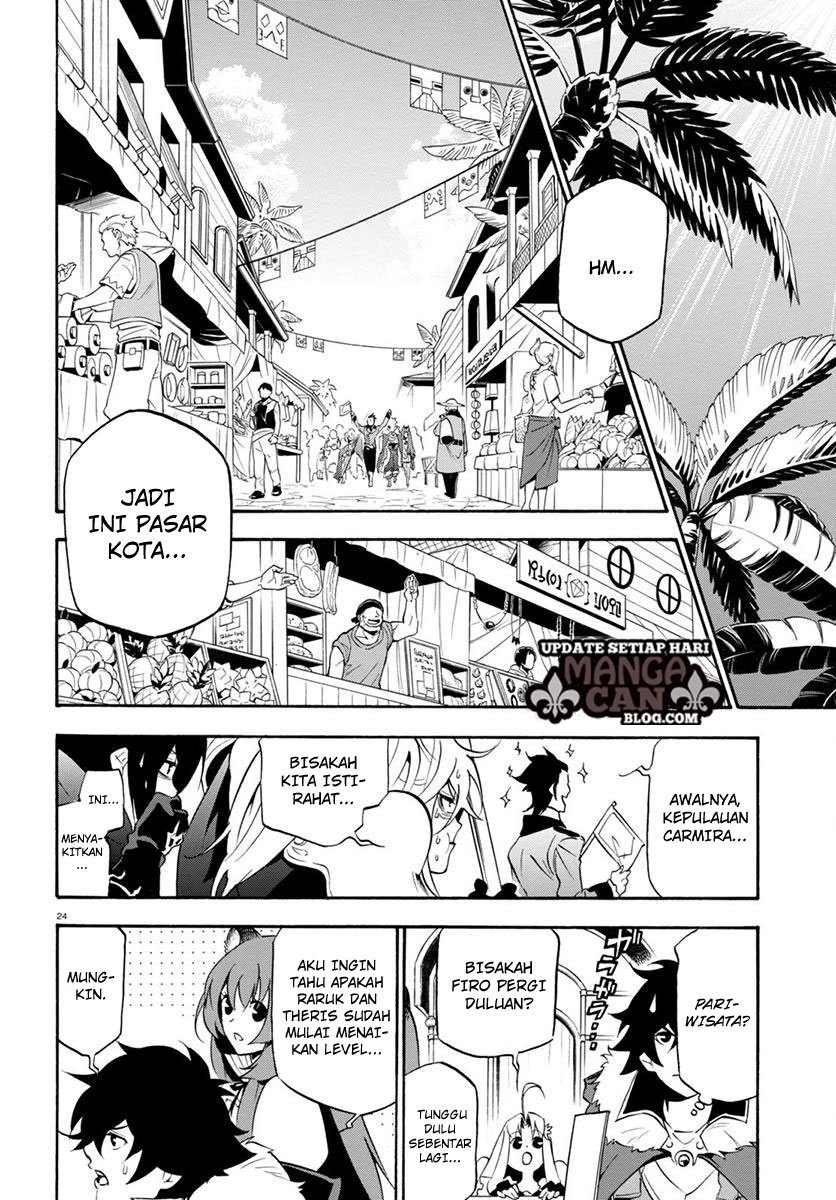 HM...
JADI
INI PASAR
KOTA...
UPDATE SETIAP HARI
MANGA
CAN
BLOG.COM
AWALNYA,
KEPULAUAN
CARMIRA...
BISAKAH
KITA ISTI-
RAHAT...
INI...
MENYA-
KITKAN
...
24
PARI-
WISATA?
BISAKAH
FIRO PERGI
DULUAN?
TUNGGU
DULU
SEBENTAR
LAGI...
AKU INGIN
TAHU APAKAH
RARUK DAN
THERIS SUDAH
MULAI MENAI-
KAN LEVEL...
MUNG-
KIN.